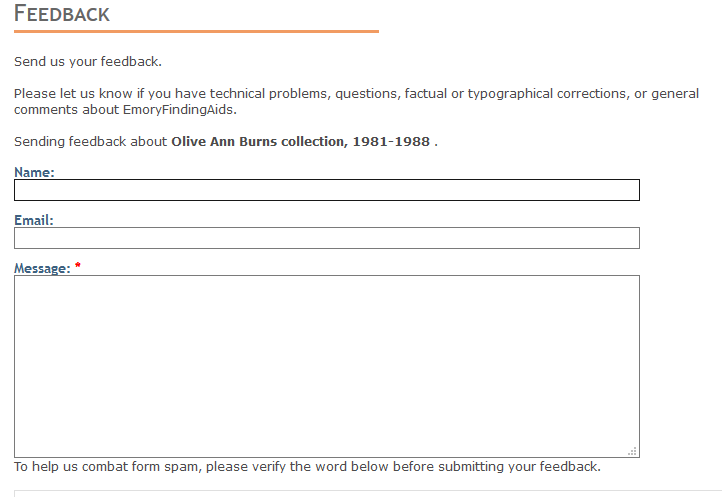 FEEDBACK
Send us your feedback.
Please let us know if you have technical problems, questions, factual or typographical corrections, or general
comments about EmoryFindingAids.
Sending feedback about Olive Ann Burns collection, 1981-1988 .
Name:
Email:
Message: *
To help us combat form spam, please verify the word below before submitting your feedback.